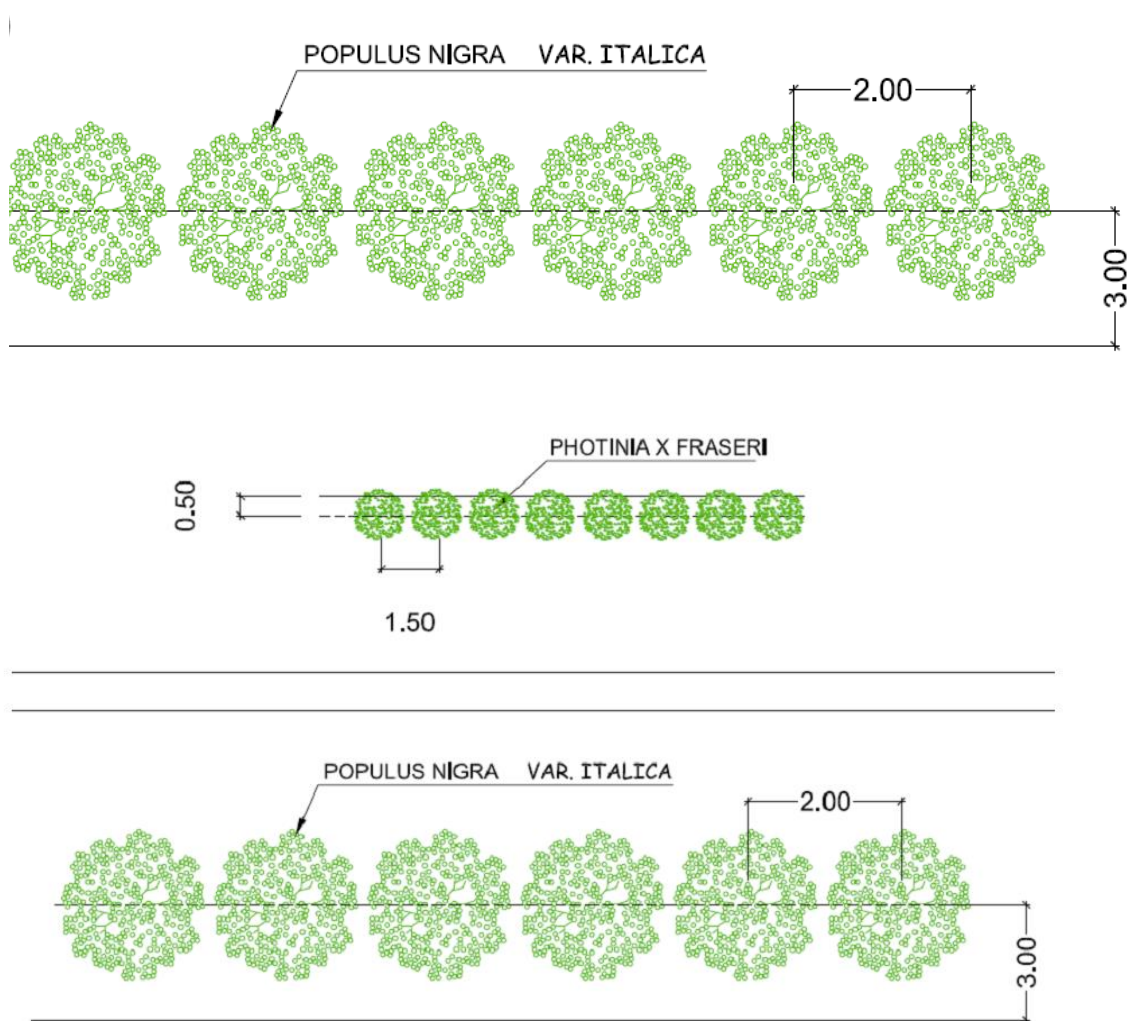 POPULUS NIGRA VAR. ITALICA
2.00
3.00
PHOTINIA X FRASERI
0.50
1.50
POPULUS NIGRA VAR. ITALICA
2.00
3.00